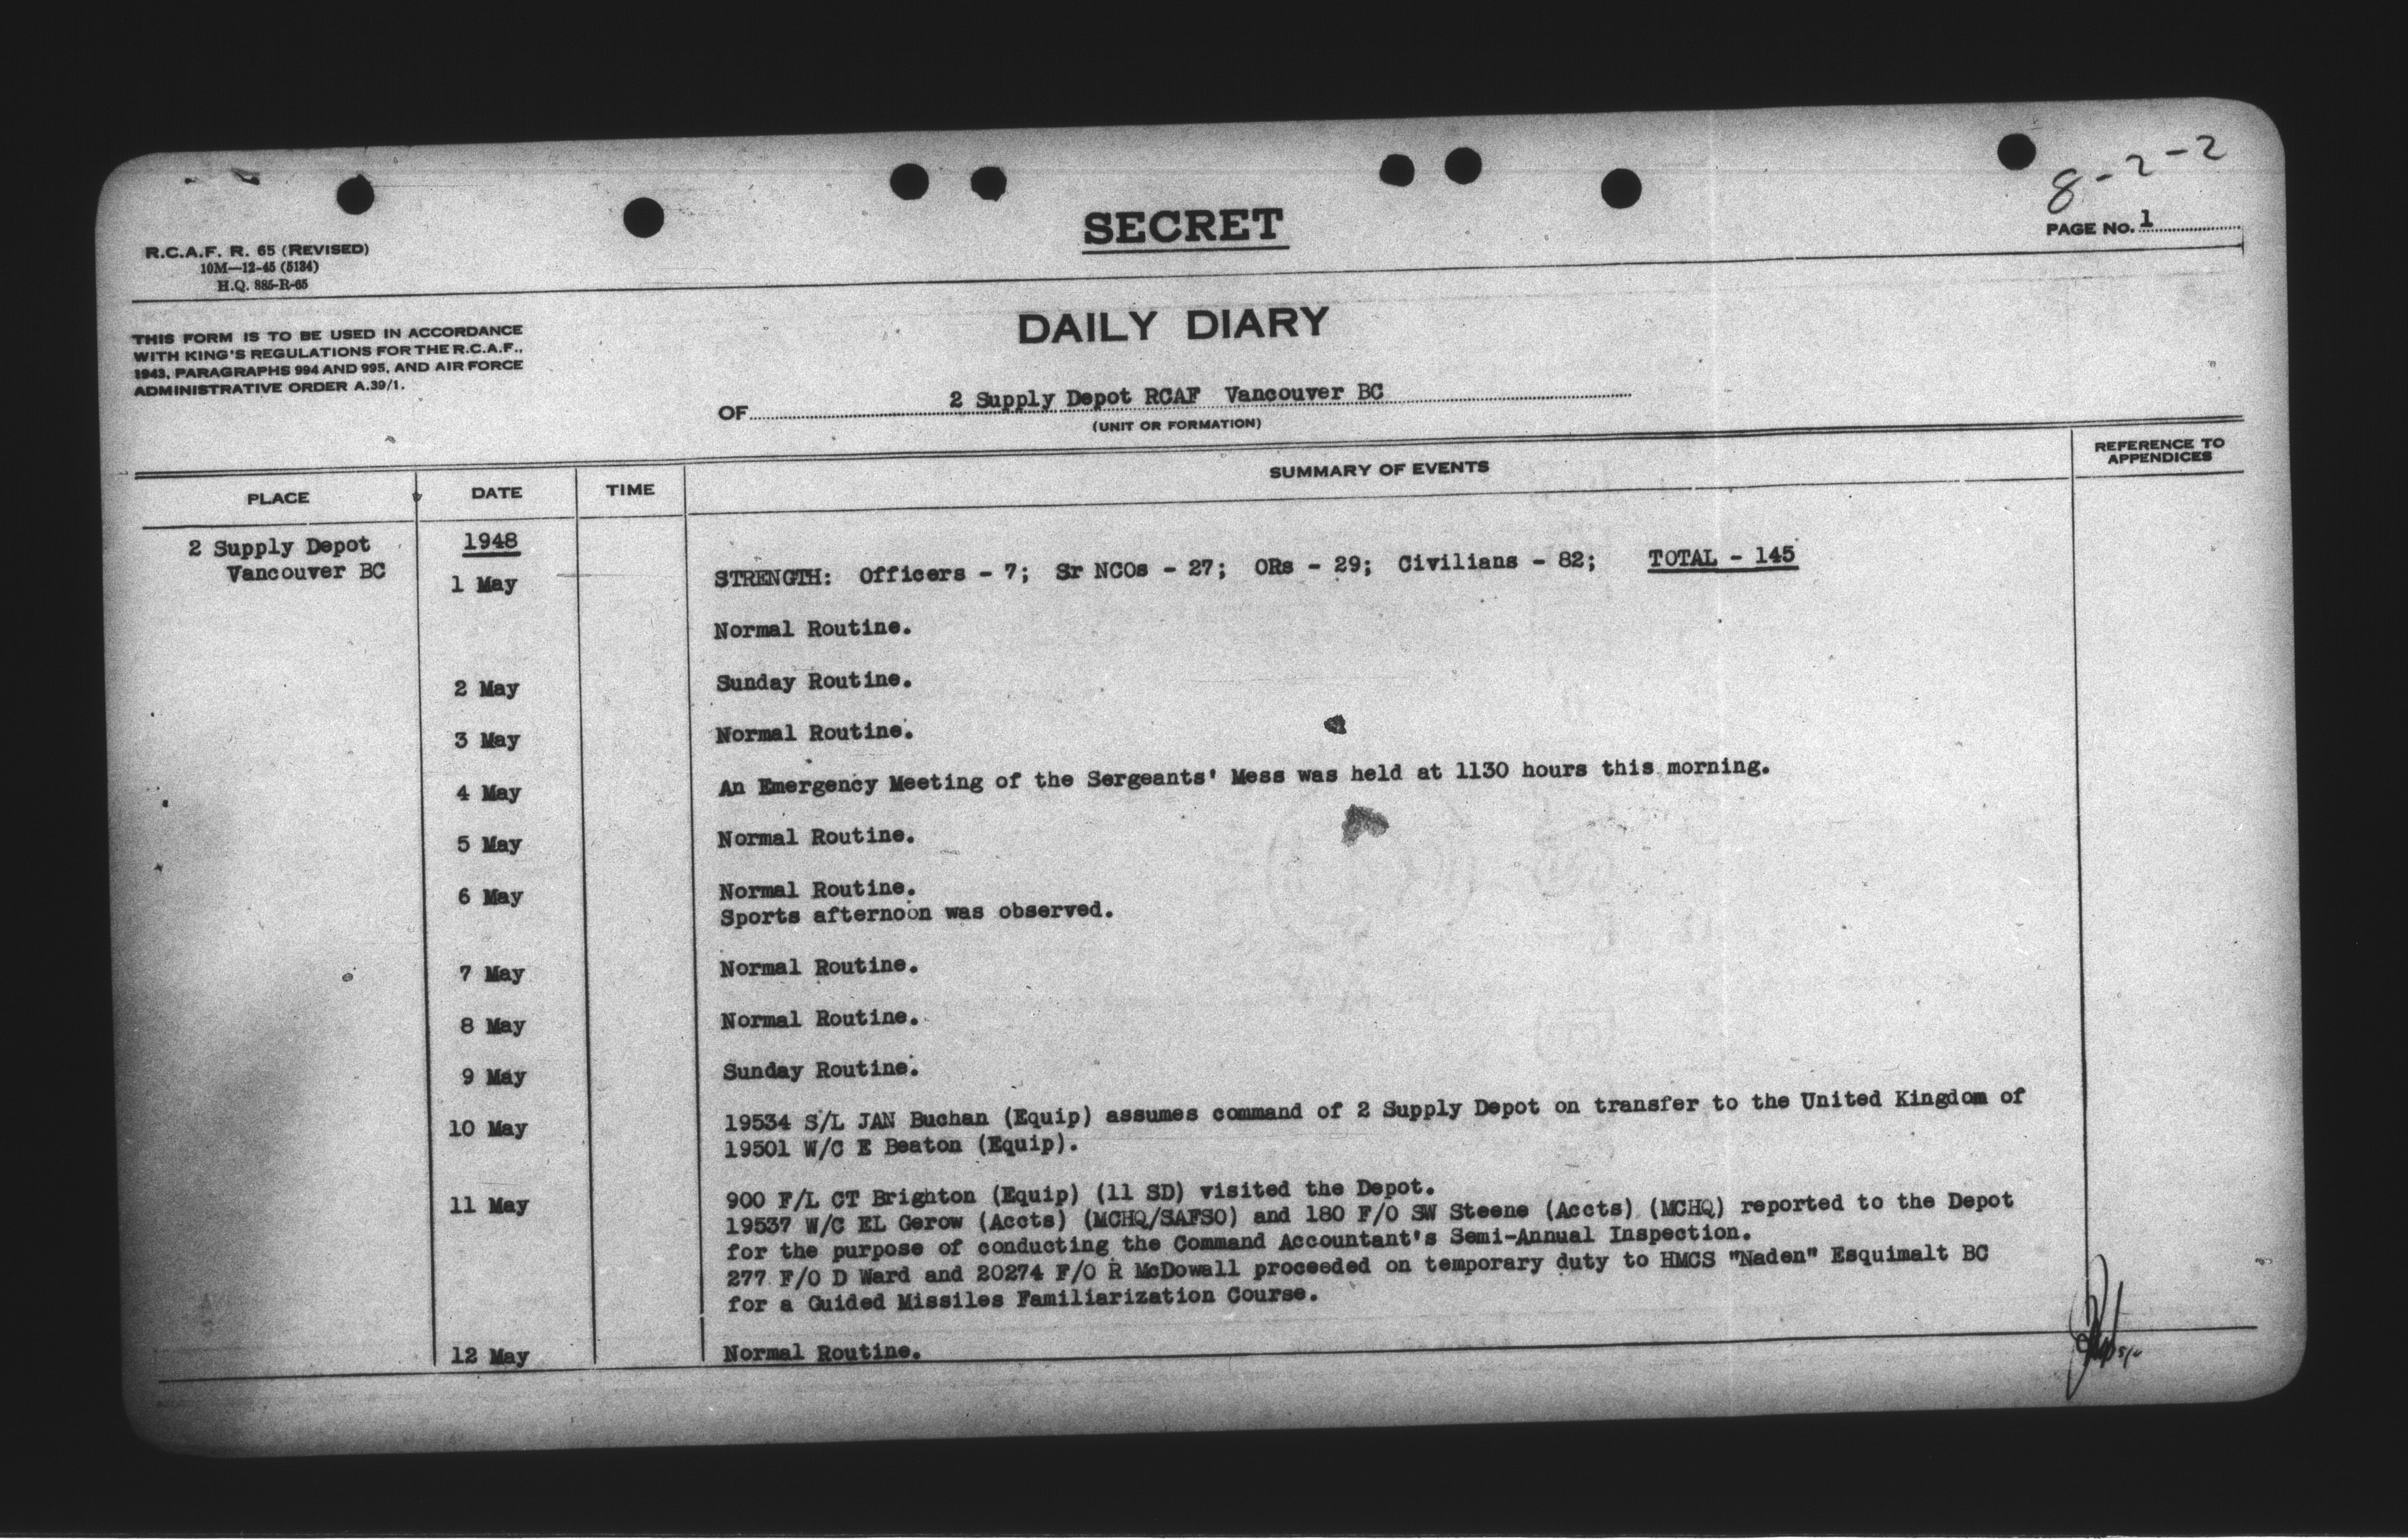 8-2-2
SECRET
PAGE NO. 1
R.C.A.F. R. 65 (REVISED)
10M—12-45 (5134)
H.Q. 885-R-65
THIS FORM IS TO BE USED IN ACCORDANCE
WITH KING'S REGULATIONS FOR THE R.C.A.F.,
1943, PARAGRAPHS 994 AND 995, AND AIR FORCE
ADMINISTRATIVE ORDER A.39/1.
DAILY DIARY
OF 2 Supply Depot RCAF Vancouver BC
(UNIT OR FORMATION)
PLACE DATE TIME SUMMARY OF EVENTS REFERENCE TO
APPENDICES
2 Supply Depot 1948
Vancouver BC
1 May STRENGTH: Officers - 7; Sr NCOs - 27; ORs - 29; Civilians - 82; TOTAL - 145
Normal Routine.
2 May Sunday Routine.
3 May Normal Routine.
4 May An Emergency Meeting of the Sergeants' Mess was held at 1130 hours this morning.
5 May Normal Routine.
6 May Normal Routine.
Sports afternoon was observed.
7 May Normal Routine.
8 May Normal Routine.
9 May Sunday Routine.
10 May 19534 S/L JAN Buchan (Equip) assumes command of 2 Supply Depot on transfer to the United Kingdom of
19501 W/C E Beaton (Equip).
11 May 900 F/L CT Brighton (Equip) (11 SD) visited the Depot.
19537 W/C EL Gerow (Accts) (MCHQ/SAFSO) and 180 F/O SW Steene (Accts) (MCHQ) reported to the Depot
for the purpose of conducting the Command Accountant's Semi-Annual Inspection.
277 F/O D Ward and 20274 F/O R McDowall proceeded on temporary duty to HMCS "Naden" Esquimalt BC
for a Guided Missiles Familiarization Course.
12 May Normal Routine.